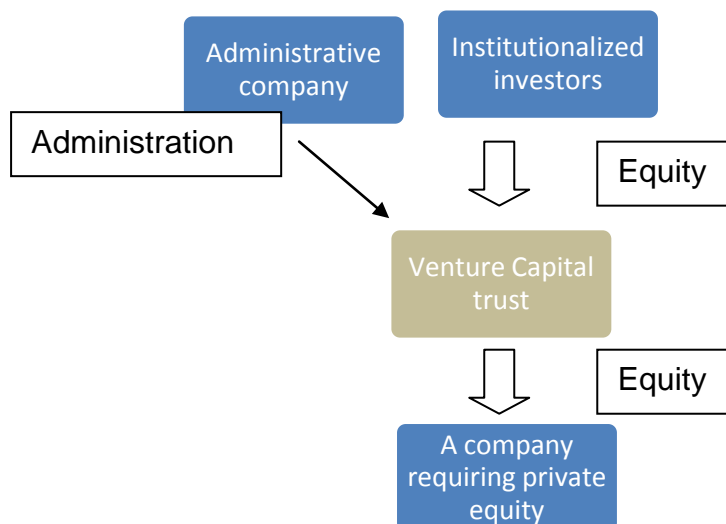 Administrative
company
Institutionalized
investors
Administration
Equity
Venture Capital
trust
Equity
A company
requiring private
equity